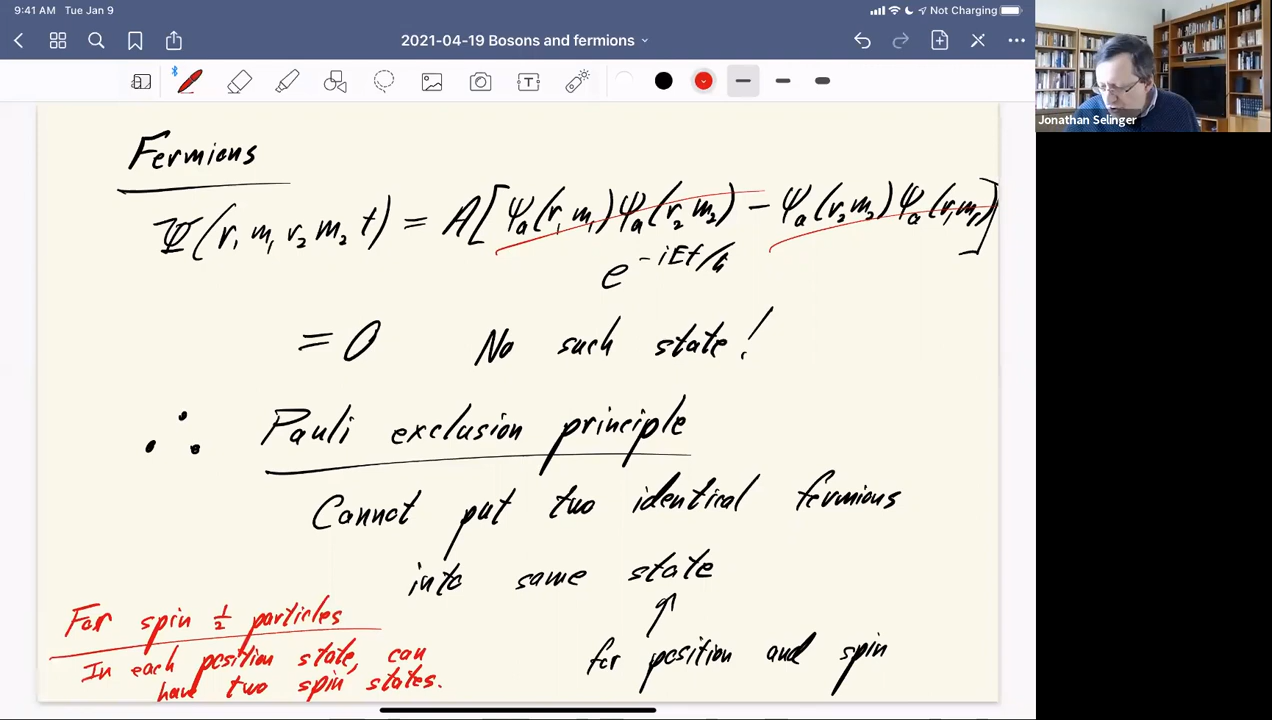 9:41 AM Tue Jan 9
Not Charging
2021-04-19 Bosons and fermions
T
Jonathan Selinger
Fermions
Ψ(r₁ m₁ r₂ m₂ t) = A[ψₐ(r₁ m₁)ψₐ(r₂ m₂) − ψₐ(r₂ m₂)ψₐ(r₁ m₁)]
e^(−iEt/ħ)
= 0 No such state!
∴ Pauli exclusion principle
Cannot put two identical fermions
into same state
for position and spin
For spin ½ particles
In each position state, can
have two spin states.